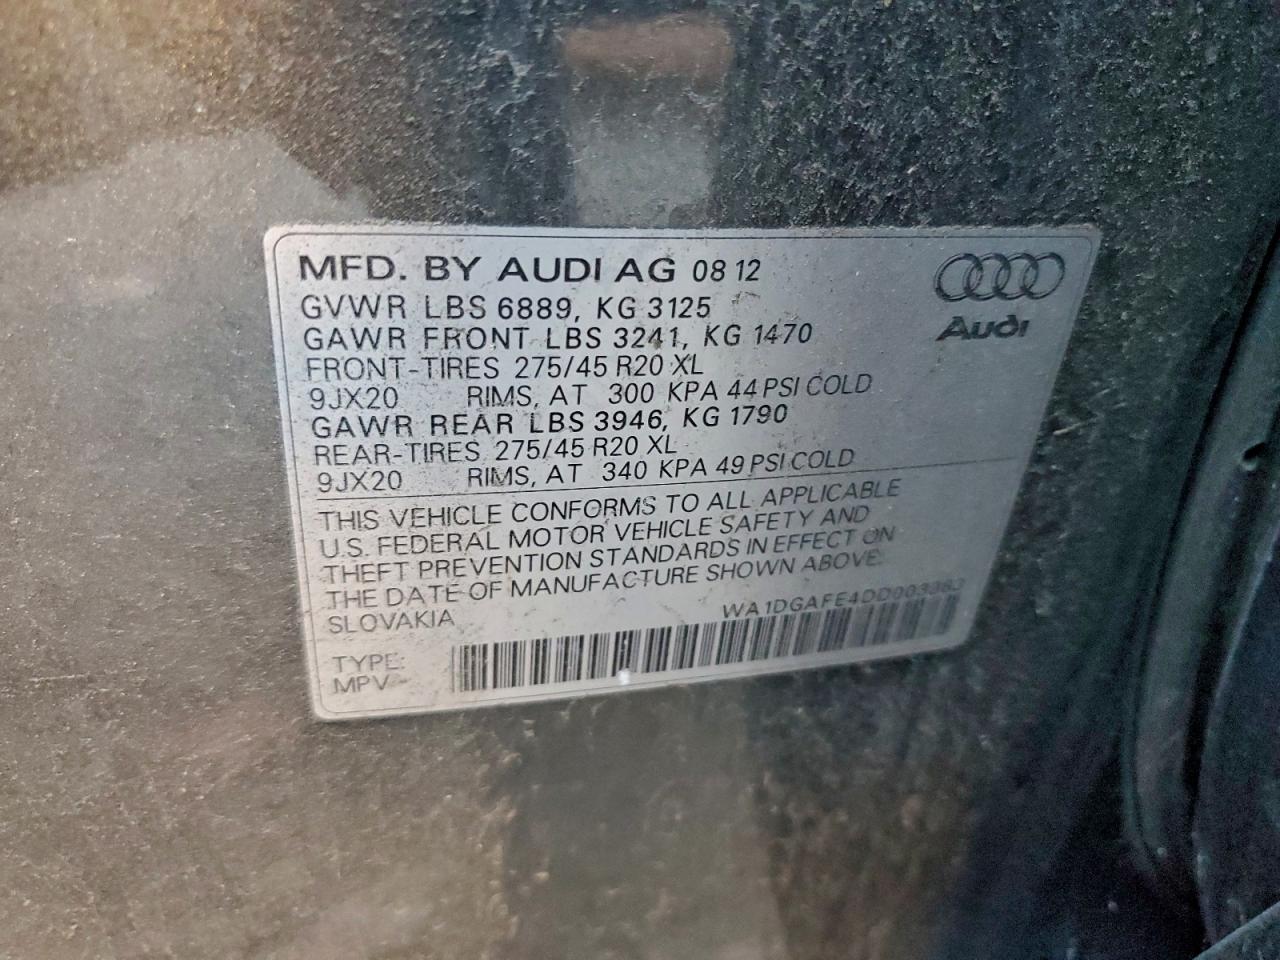 MFD. BY AUDI AG 08 12
GVWR LBS 6889, KG 3125
GAWR FRONT LBS 3241, KG 1470
FRONT-TIRES 275/45 R20 XL
9JX20 RIMS, AT 300 KPA 44 PSI COLD
GAWR REAR LBS 3946, KG 1790
REAR-TIRES 275/45 R20 XL
9JX20 RIMS, AT 340 KPA 49 PSI COLD
Audi
THIS VEHICLE CONFORMS TO ALL APPLICABLE
U.S. FEDERAL MOTOR VEHICLE SAFETY AND
THEFT PREVENTION STANDARDS IN EFFECT ON
THE DATE OF MANUFACTURE SHOWN ABOVE.
SLOVAKIA
TYPE:
MPV